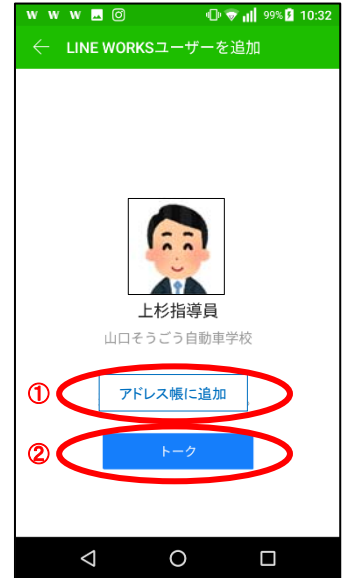 W W W 99% 10:32
← LINE WORKSユーザーを追加
上杉指導員
山口そうごう自動車学校
① アドレス帳に追加
② トーク